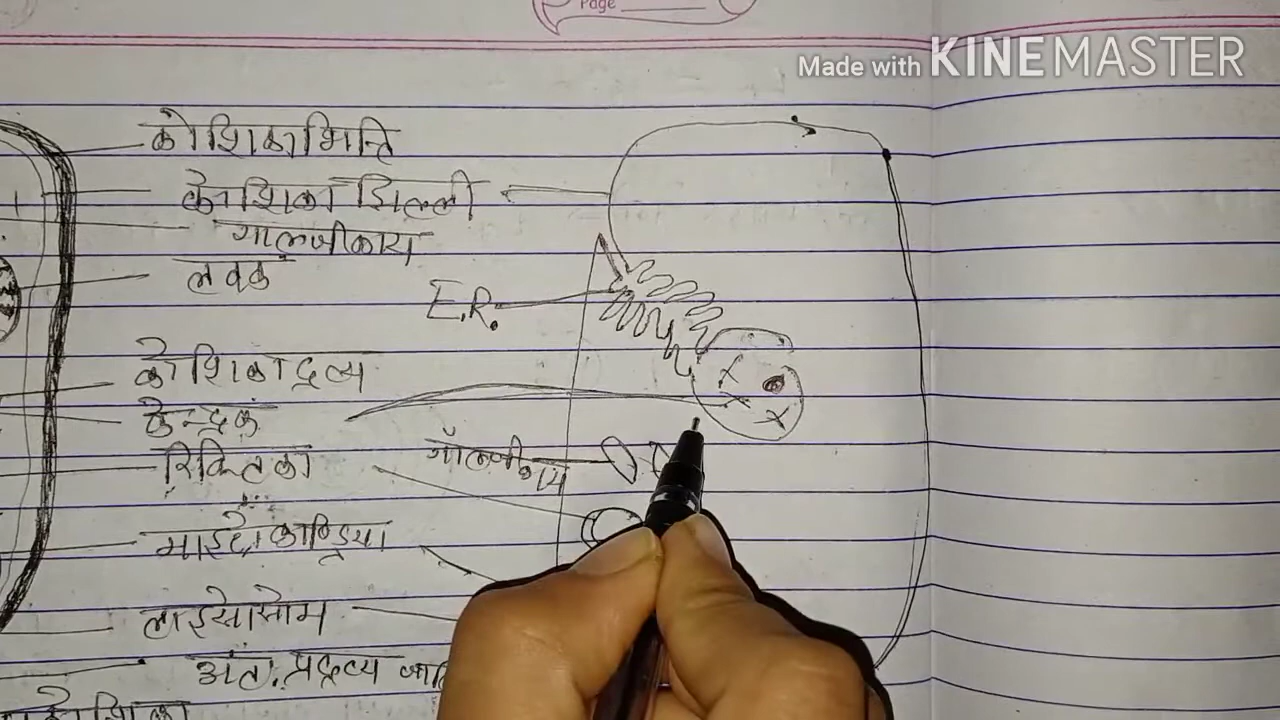 Page
Made with KINEMASTER
कोशिका भित्ति
कोशिका झिल्ली
गाल्जीकाय
लवक
E.R.
कोशिका द्रव्य
केन्द्रक
रिक्तिका
गॉल्जीकाय
माइट्रोकाण्ड्रिया
लाइसोसोम
अंत: प्रद्रव्य
कोशिका